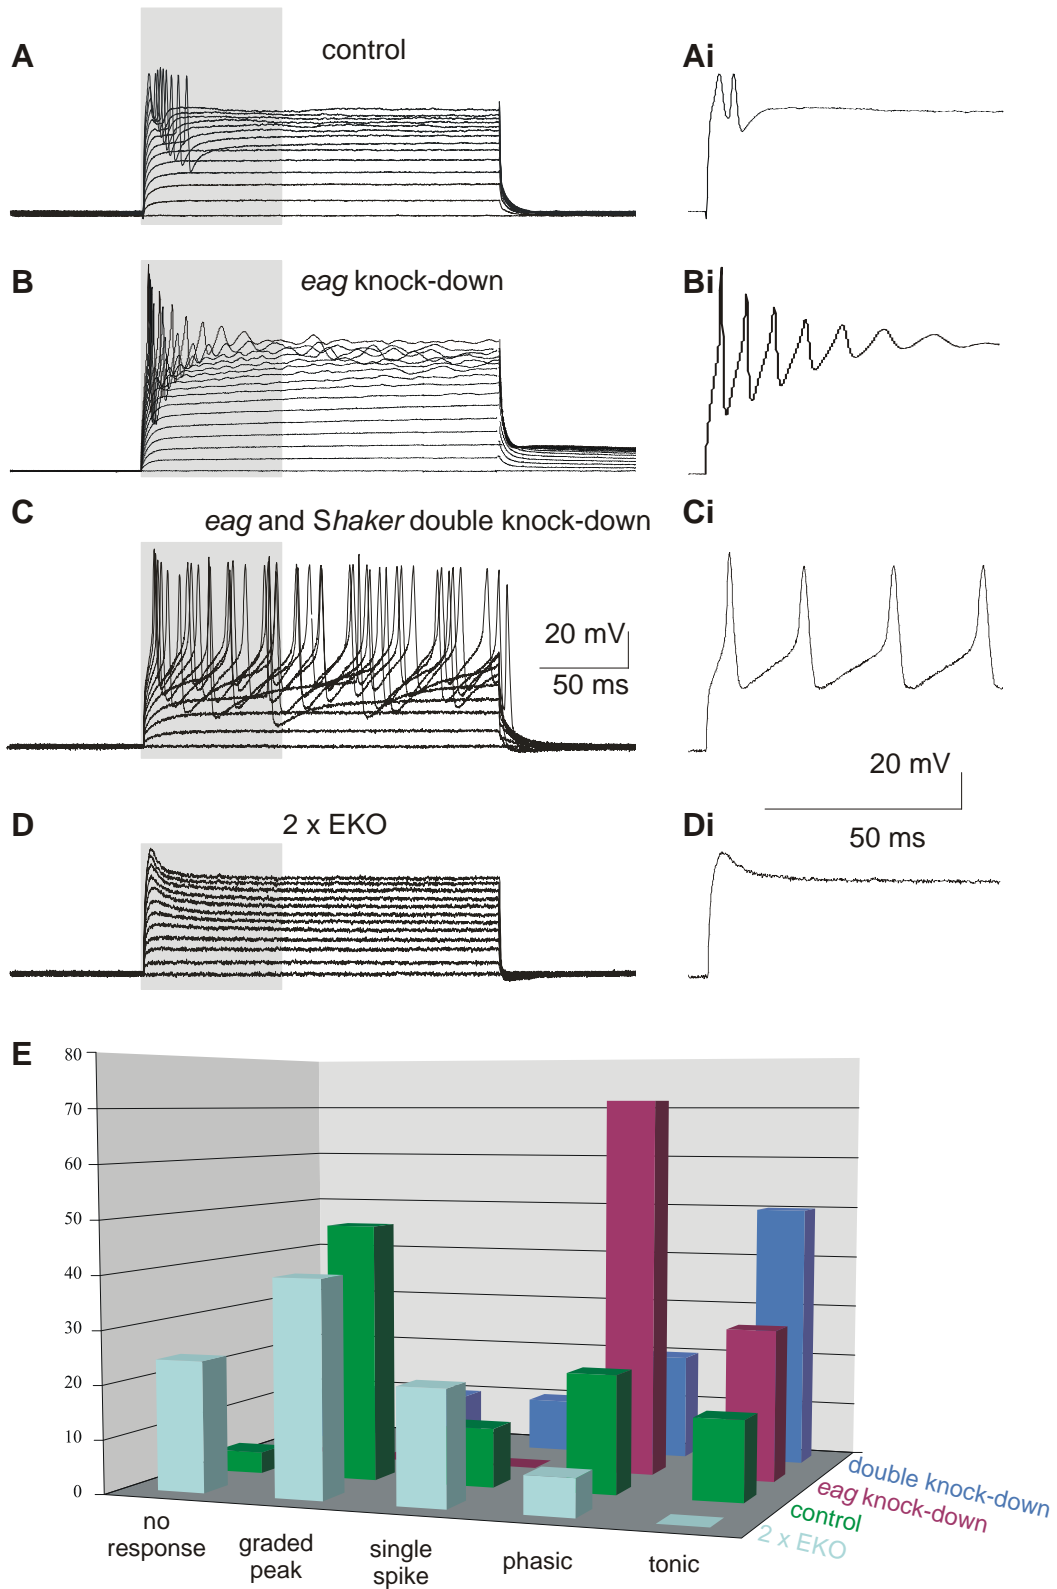 A
control
Ai
B
eag knock-down
Bi
C
eag and Shaker double knock-down
Ci
20 mV
50 ms
20 mV
50 ms
D
2 x EKO
Di
E
80
70
60
50
40
30
20
10
0
no response
graded peak
single spike
phasic
tonic
double knock-down
eag knock-down
control
2 x EKO